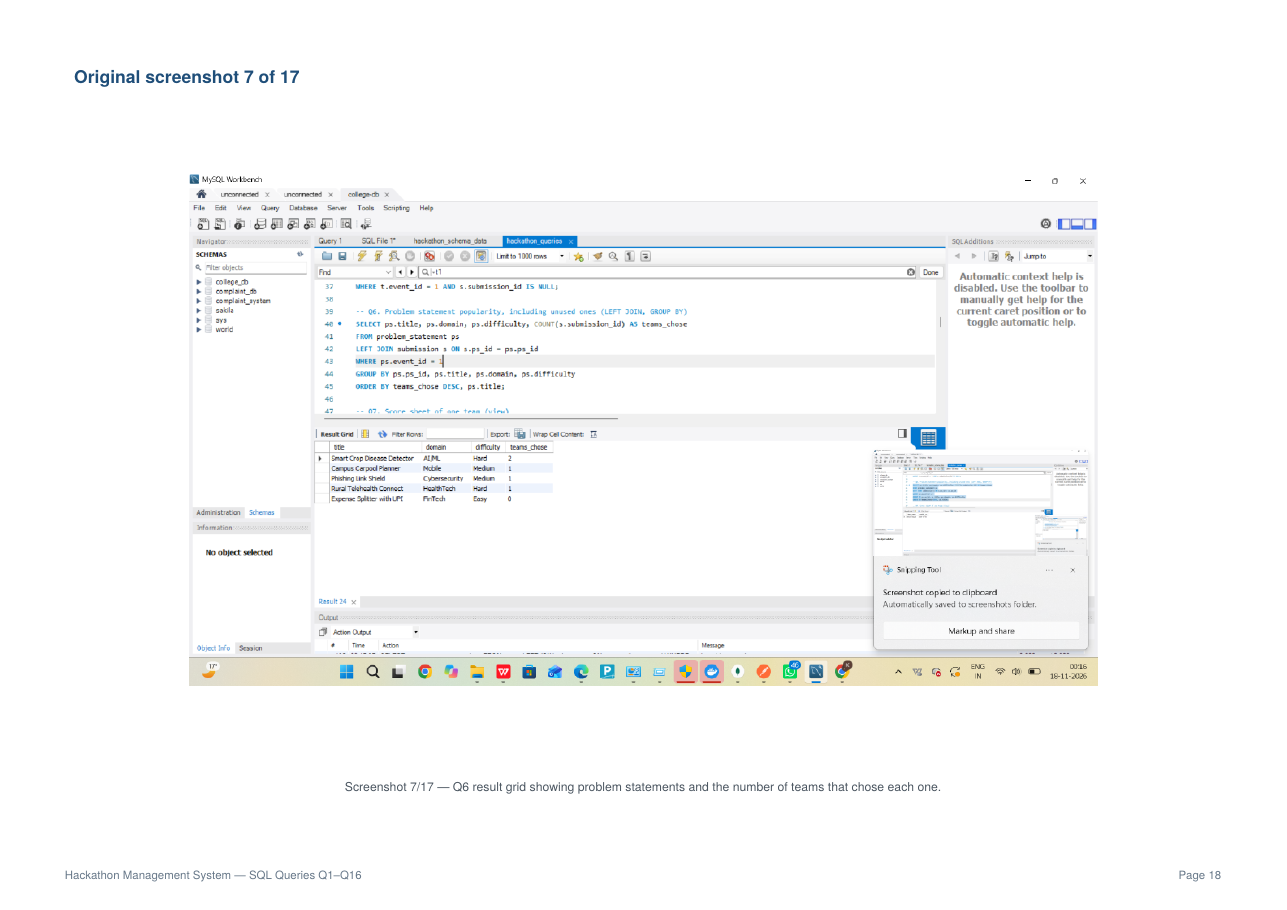 Original screenshot 7 of 17
MySQL Workbench
unconnected x unconnected x college-db x
File Edit View Query Database Server Tools Scripting Help
Navigator
SCHEMAS
Filter objects
college_db
complaint_db
complaint_system
sakila
sys
world
Administration Schemas
Information
No object selected
Object Info Session
Query 1 SQL File 1* hackathon_schema_data hackathon_queries x
Limit to 1000 rows
Find
Done
37 WHERE t.event_id = 1 AND s.submission_id IS NULL;
38
39 -- Q6. Problem statement popularity, including unused ones (LEFT JOIN, GROUP BY)
40 SELECT ps.title, ps.domain, ps.difficulty, COUNT(s.submission_id) AS teams_chose
41 FROM problem_statement ps
42 LEFT JOIN submission s ON s.ps_id = ps.ps_id
43 WHERE ps.event_id = 1
44 GROUP BY ps.ps_id, ps.title, ps.domain, ps.difficulty
45 ORDER BY teams_chose DESC, ps.title;
46
47 -- Q7. Score sheet of one team (view)
Result Grid Filter Rows: Export: Wrap Cell Content:
title domain difficulty teams_chose
Smart Crop Disease Detector AI/ML Hard 2
Campus Carpool Planner Mobile Medium 1
Phishing Link Shield Cybersecurity Medium 1
Rural Telehealth Connect HealthTech Hard 1
Expense Splitter with UPI FinTech Easy 0
Result 24 x
Output
Action Output
# Time Action Message
SQLAdditions
Jump to
Automatic context help is
disabled. Use the toolbar to
manually get help for the
current caret position or to
toggle automatic help.
Snipping Tool
Screenshot copied to clipboard
Automatically saved to screenshots folder.
Markup and share
17°
ENG
IN
00:16
18-11-2026
Screenshot 7/17 — Q6 result grid showing problem statements and the number of teams that chose each one.
Hackathon Management System — SQL Queries Q1–Q16
Page 18